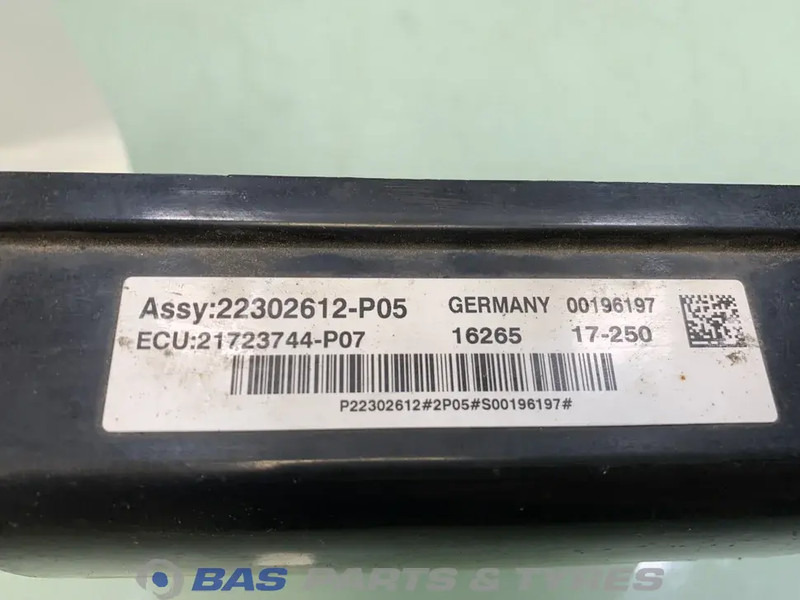 Assy:22302612-P05 GERMANY 00196197
ECU:21723744-P07 16265 17-250
P22302612#2P05#S00196197#
BAS PARTS & TYRES